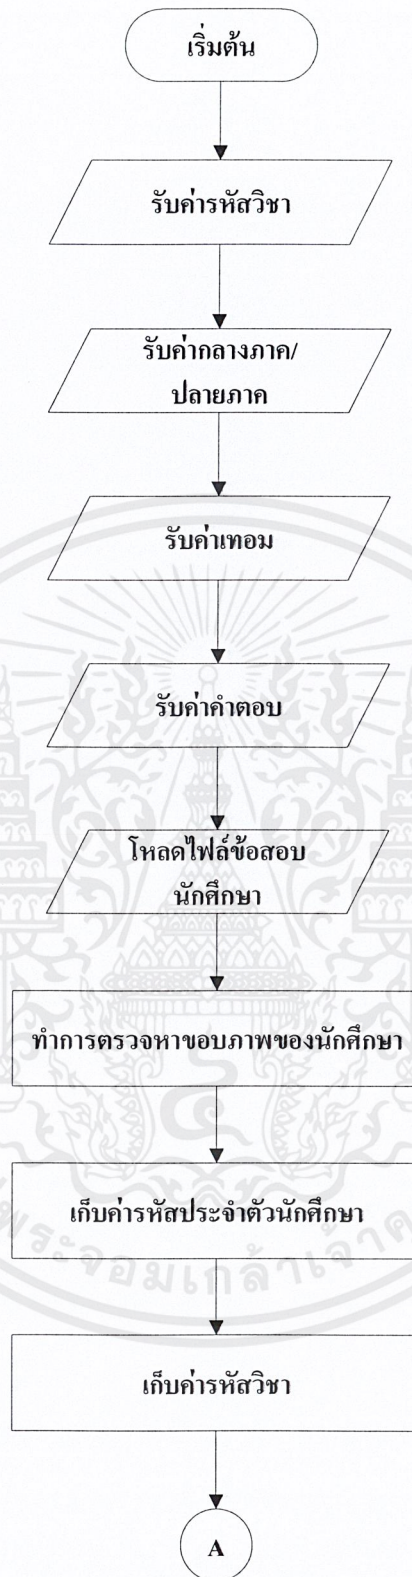 เริ่มต้น
รับค่ารหัสวิชา
รับค่ากลางภาค/
ปลายภาค
รับค่าเทอม
รับค่าคำตอบ
โหลดไฟล์ข้อสอบ
นักศึกษา
ทำการตรวจหาขอบภาพของนักศึกษา
เก็บค่ารหัสประจำตัวนักศึกษา
เก็บค่ารหัสวิชา
A